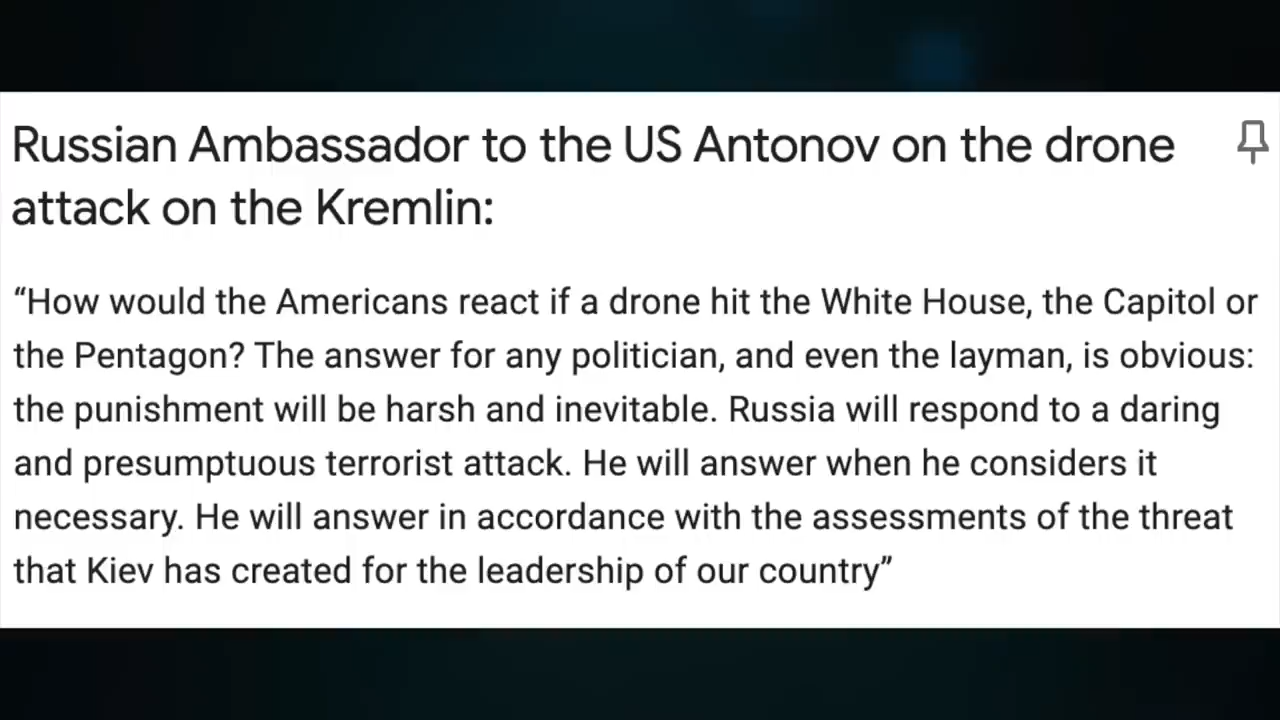 Russian Ambassador to the US Antonov on the drone
attack on the Kremlin:
“How would the Americans react if a drone hit the White House, the Capitol or
the Pentagon? The answer for any politician, and even the layman, is obvious:
the punishment will be harsh and inevitable. Russia will respond to a daring
and presumptuous terrorist attack. He will answer when he considers it
necessary. He will answer in accordance with the assessments of the threat
that Kiev has created for the leadership of our country”